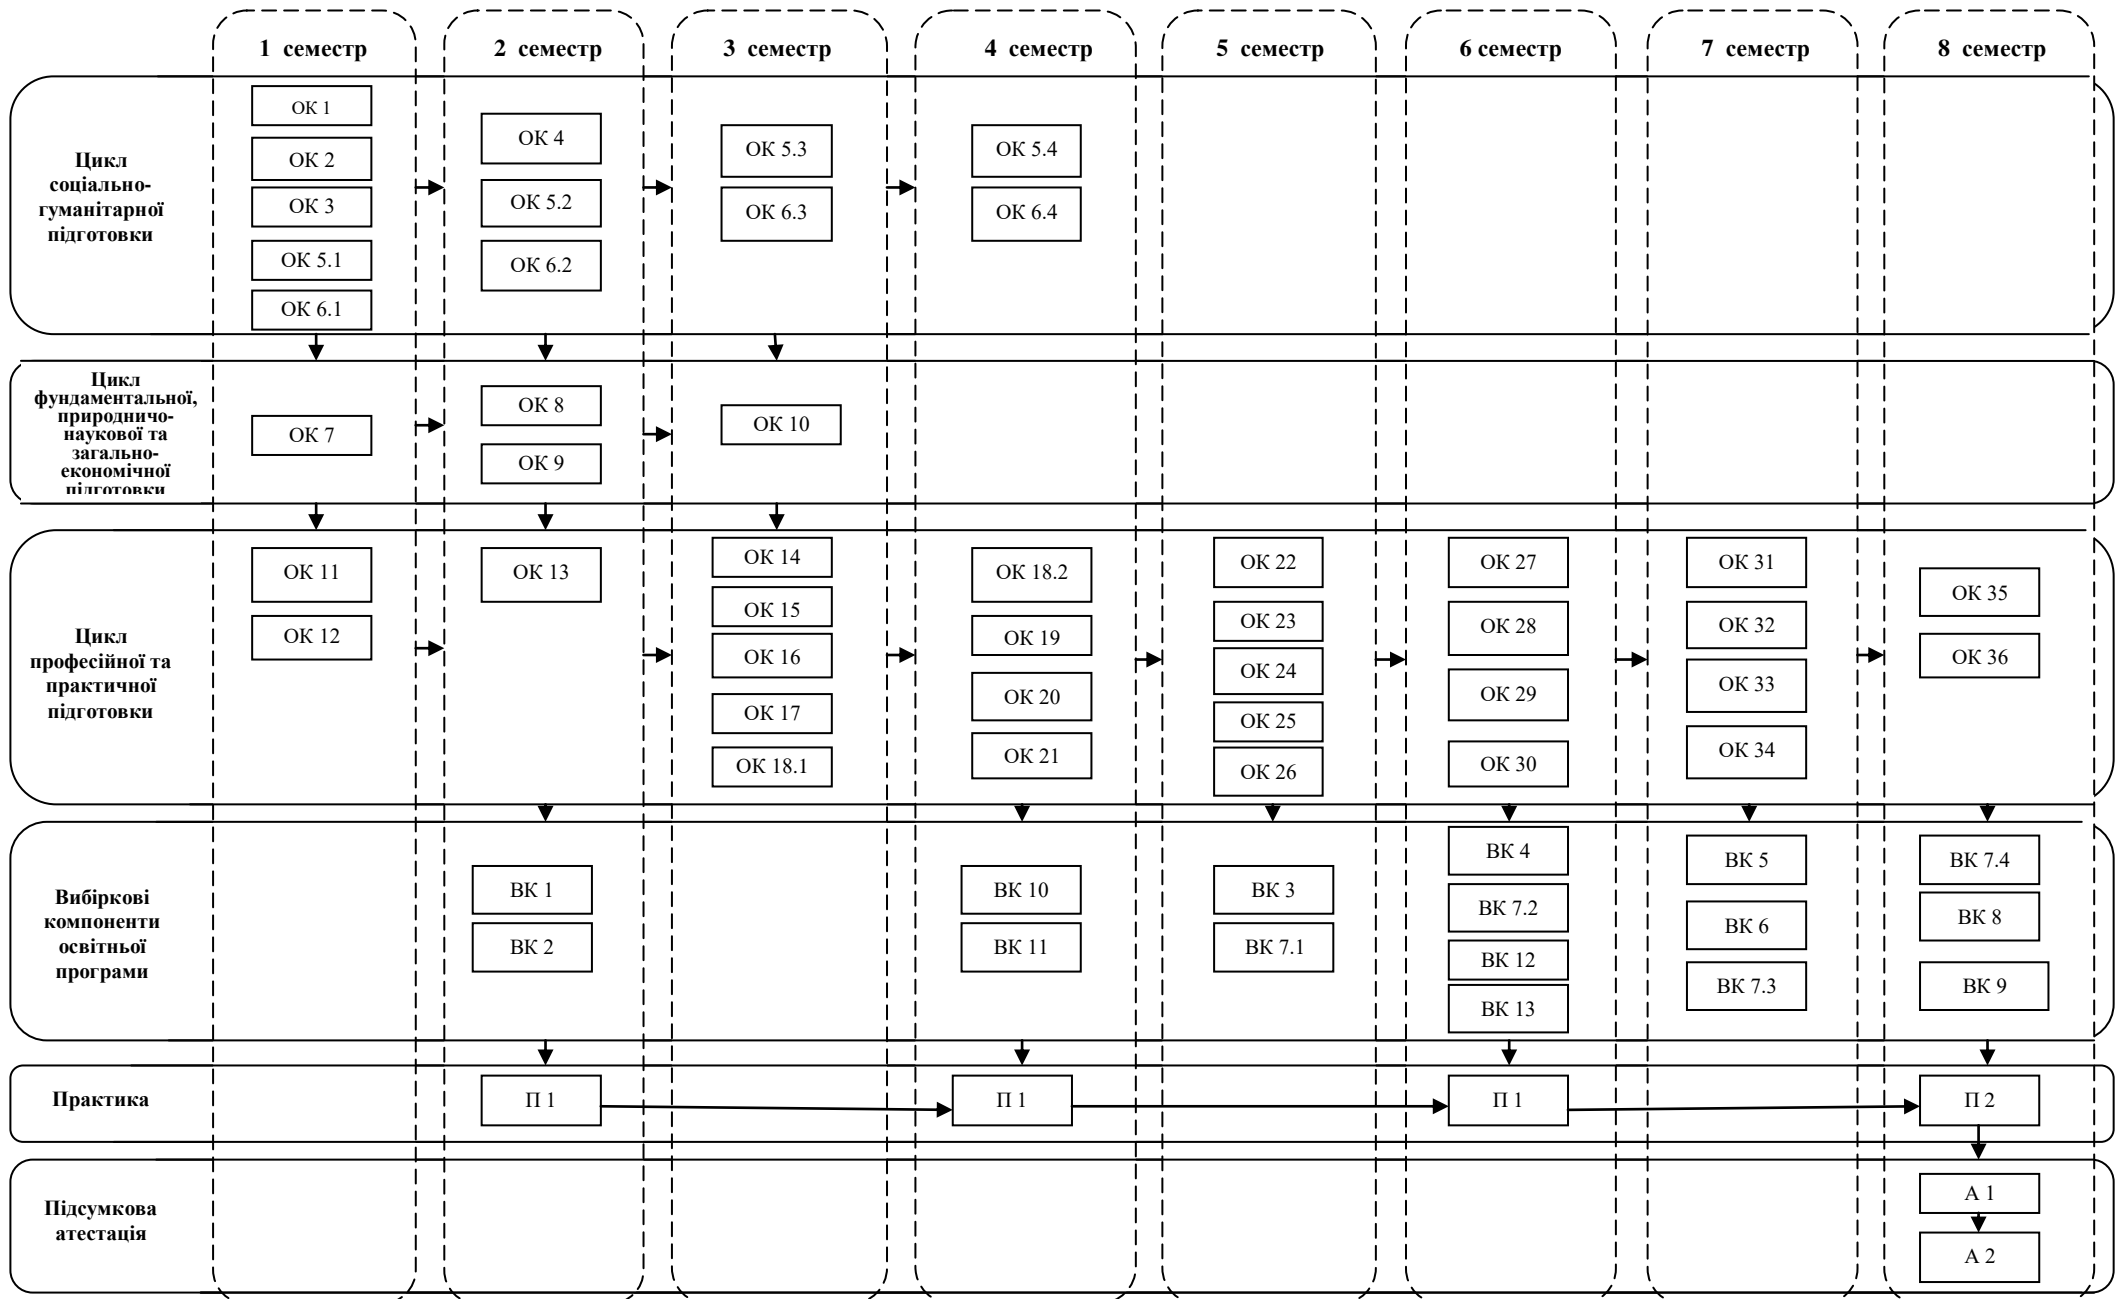 1 семестр
2 семестр
3 семестр
4 семестр
5 семестр
6 семестр
7 семестр
8 семестр
Цикл
соціально-
гуманітарної
підготовки
ОК 1
ОК 2
ОК 3
ОК 5.1
ОК 6.1
ОК 4
ОК 5.2
ОК 6.2
ОК 5.3
ОК 6.3
ОК 5.4
ОК 6.4
Цикл
фундаментальної,
природничо-
наукової та
загально-
економічної
підготовки
ОК 7
ОК 8
ОК 9
ОК 10
Цикл
професійної та
практичної
підготовки
ОК 11
ОК 12
ОК 13
ОК 14
ОК 15
ОК 16
ОК 17
ОК 18.1
ОК 18.2
ОК 19
ОК 20
ОК 21
ОК 22
ОК 23
ОК 24
ОК 25
ОК 26
ОК 27
ОК 28
ОК 29
ОК 30
ОК 31
ОК 32
ОК 33
ОК 34
ОК 35
ОК 36
Вибіркові
компоненти
освітньої
програми
ВК 1
ВК 2
ВК 10
ВК 11
ВК 3
ВК 7.1
ВК 4
ВК 7.2
ВК 12
ВК 13
ВК 5
ВК 6
ВК 7.3
ВК 7.4
ВК 8
ВК 9
Практика
П 1
П 1
П 1
П 2
Підсумкова
атестація
А 1
А 2